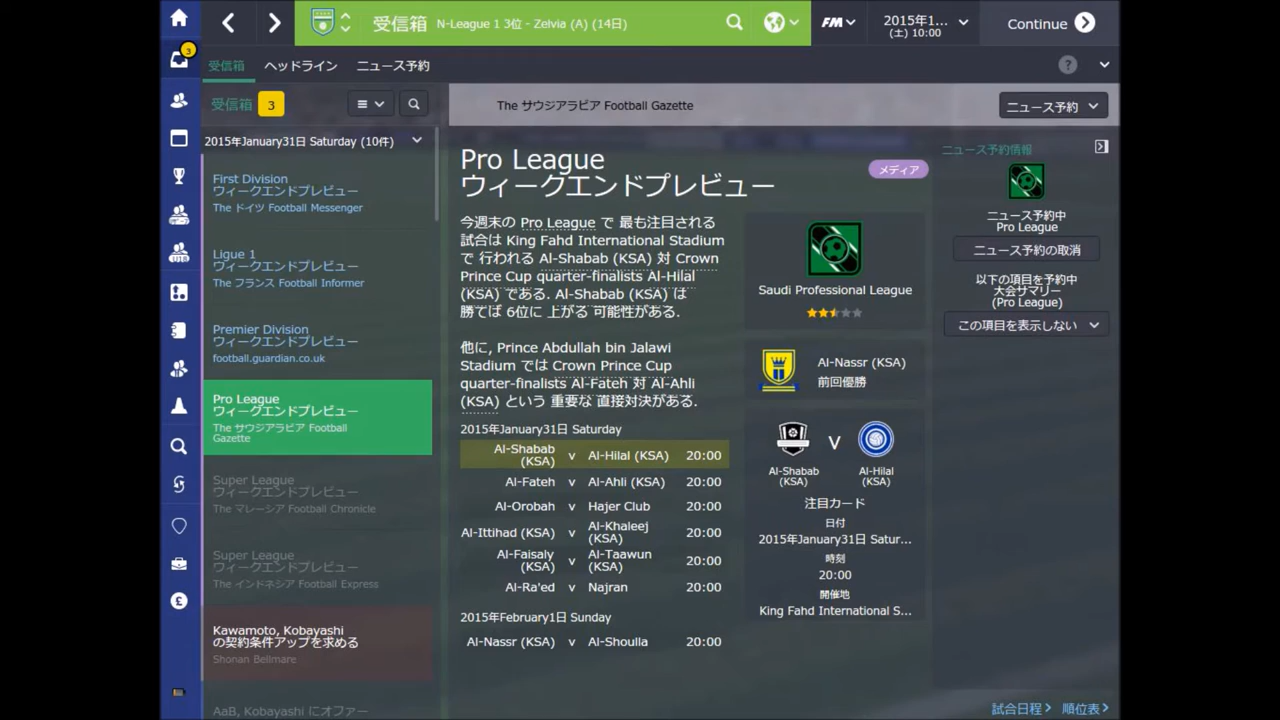 受信箱 N-League 1 3位 - Zelvia (A) (14日)
FM
2015年1...
(土) 10:00
Continue
3
受信箱 ヘッドライン ニュース予約
?
受信箱 3
The サウジアラビア Football Gazette
ニュース予約
2015年January31日 Saturday (10件)
First Division
ウィークエンドプレビュー
The ドイツ Football Messenger
Ligue 1
ウィークエンドプレビュー
The フランス Football Informer
Premier Division
ウィークエンドプレビュー
football.guardian.co.uk
Pro League
ウィークエンドプレビュー
The サウジアラビア Football
Gazette
Super League
ウィークエンドプレビュー
The マレーシア Football Chronicle
Super League
ウィークエンドプレビュー
The インドネシア Football Express
Kawamoto, Kobayashi
の契約条件アップを求める
Shonan Bellmare
AaB, Kobayashi にオファー
Pro League
ウィークエンドプレビュー
メディア
今週末の Pro League で 最も注目される
試合は King Fahd International Stadium
で 行われる Al-Shabab (KSA) 対 Crown
Prince Cup quarter-finalists Al-Hilal
(KSA) である. Al-Shabab (KSA) は
勝てば 6位に 上がる 可能性がある.
他に, Prince Abdullah bin Jalawi
Stadium では Crown Prince Cup
quarter-finalists Al-Fateh 対 Al-Ahli
(KSA) という 重要な 直接対決がある.
2015年January31日 Saturday
Al-Shabab (KSA) v Al-Hilal (KSA) 20:00
Al-Fateh v Al-Ahli (KSA) 20:00
Al-Orobah v Hajer Club 20:00
Al-Ittihad (KSA) v Al-Khaleej (KSA) 20:00
Al-Faisaly (KSA) v Al-Taawun (KSA) 20:00
Al-Ra'ed v Najran 20:00
2015年February1日 Sunday
Al-Nassr (KSA) v Al-Shoulla 20:00
Saudi Professional League
Al-Nassr (KSA)
前回優勝
V
Al-Shabab (KSA) Al-Hilal (KSA)
注目カード
日付
2015年January31日 Satur...
時刻
20:00
開催地
King Fahd International S...
ニュース予約情報
ニュース予約中
Pro League
ニュース予約の取消
以下の項目を予約中
大会サマリー
(Pro League)
この項目を表示しない
試合日程 順位表